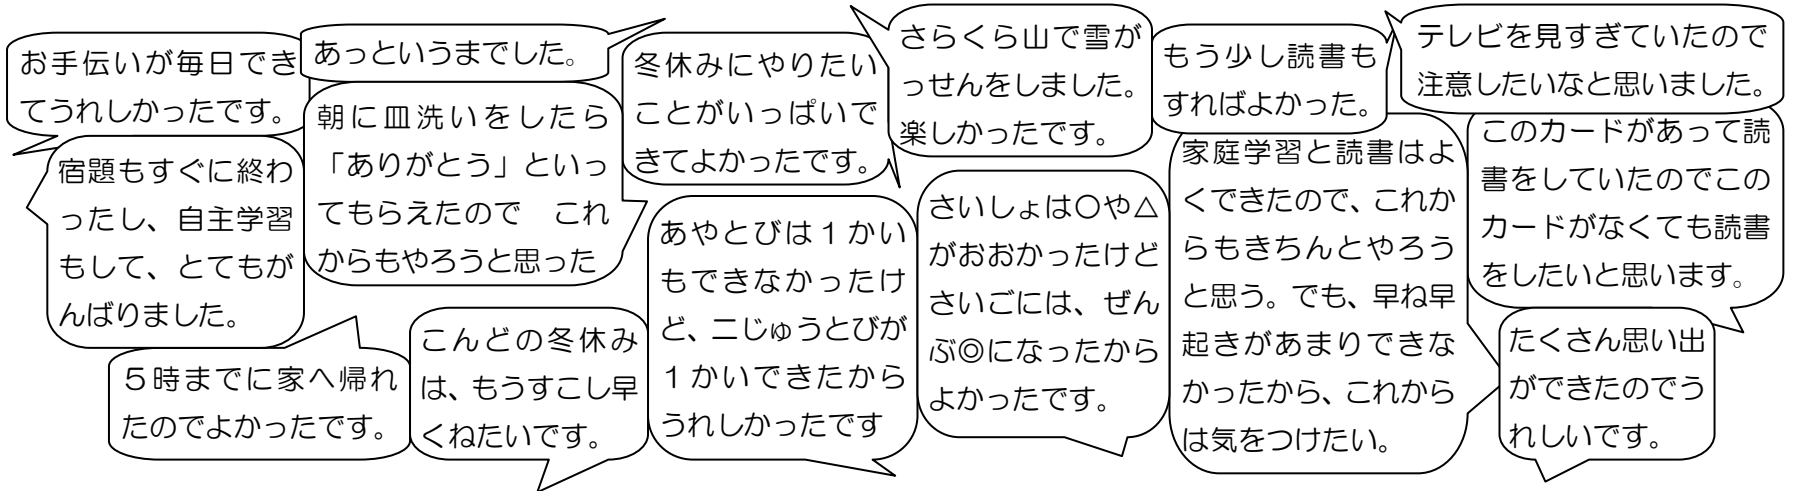 お手伝いが毎日でき
てうれしかったです。
あっというまでした。
冬休みにやりたい
ことがいっぱいで
きてよかったです。
さらくら山で雪が
っせんをしました。
楽しかったです。
もう少し読書も
すればよかった。
テレビを見すぎていたので
注意したいなと思いました。
宿題もすぐに終わ
ったし、自主学習
もして、とてもが
んばりました。
朝に皿洗いをしたら
「ありがとう」といっ
てもらえたので　これ
からもやろうと思った
あやとびは１かい
もできなかったけ
ど、二じゅうとびが
１かいできたから
うれしかったです
さいしょは〇や△
がおおかったけど
さいごには、ぜん
ぶ◎になったから
よかったです。
家庭学習と読書はよ
くできたので、これか
らもきちんとやろう
と思う。でも、早ね早
起きがあまりできな
かったから、これから
は気をつけたい。
このカードがあって読
書をしていたのでこの
カードがなくても読書
をしたいと思います。
５時までに家へ帰れ
たのでよかったです。
こんどの冬休み
は、もうすこし早
くねたいです。
たくさん思い出
ができたのでう
れしいです。